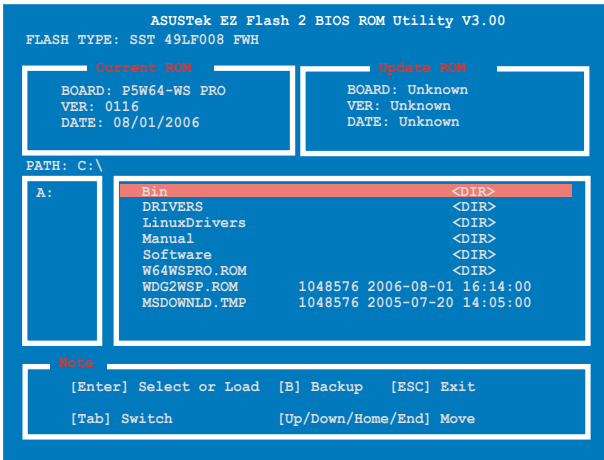 ASUSTek EZ Flash 2 BIOS ROM Utility V3.00
FLASH TYPE: SST 49LF008 FWH
Current ROM
BOARD: P5W64-WS PRO
VER: 0116
DATE: 08/01/2006
Update ROM
BOARD: Unknown
VER: Unknown
DATE: Unknown
PATH: C:\
A:
Bin <DIR>
DRIVERS <DIR>
LinuxDrivers <DIR>
Manual <DIR>
Software <DIR>
W64WSPRO.ROM <DIR>
WDG2WSP.ROM 1048576 2006-08-01 16:14:00
MSDOWNLD.TMP 1048576 2005-07-20 14:05:00
Note
[Enter] Select or Load [B] Backup [ESC] Exit
[Tab] Switch [Up/Down/Home/End] Move